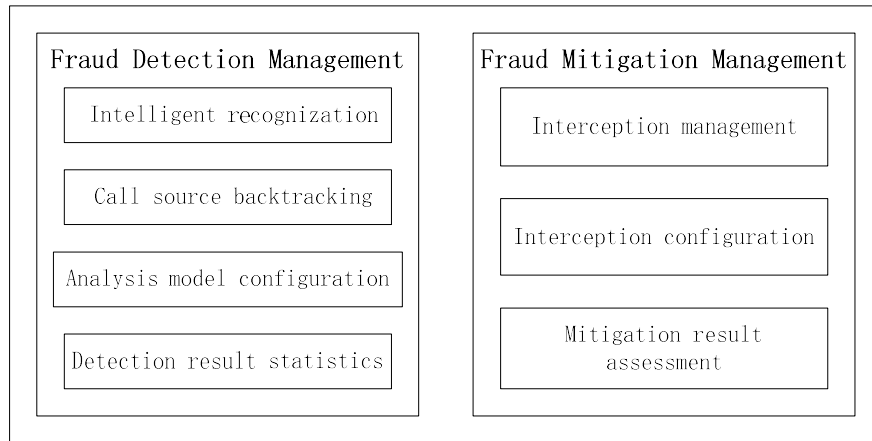 Fraud Detection Management
Intelligent recognization
Call source backtracking
Analysis model configuration
Detection result statistics
Fraud Mitigation Management
Interception management
Interception configuration
Mitigation result
assessment